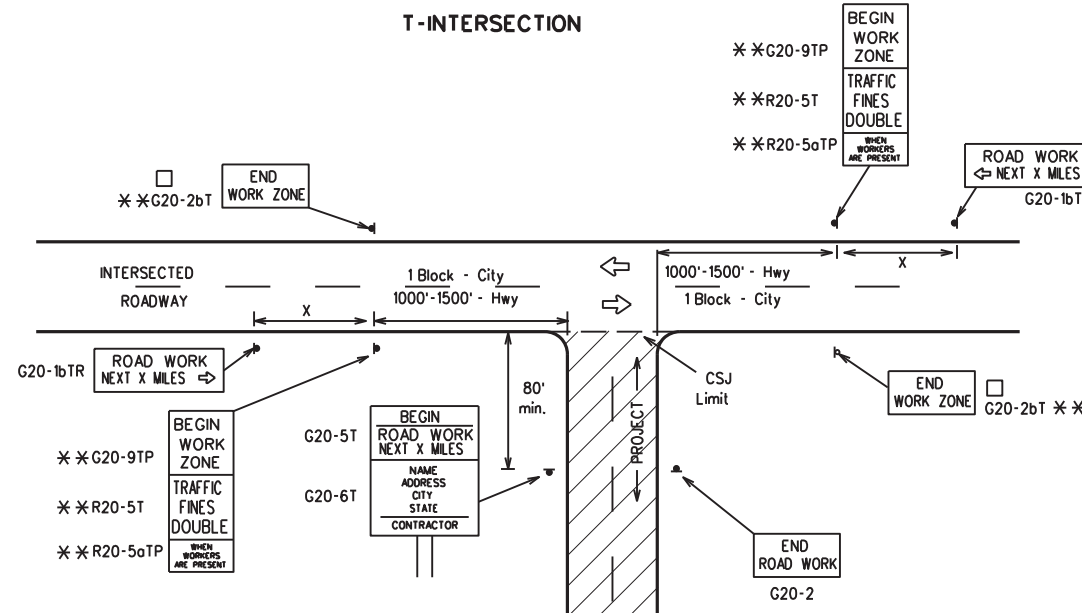 T-INTERSECTION
BEGIN
WORK
ZONE
TRAFFIC
FINES
DOUBLE
WHEN
WORKERS
ARE PRESENT
* *G20-9TP
* *R20-5T
* *R20-5aTP
ROAD WORK
⇦ NEXT X MILES
G20-1bT
END
WORK ZONE
□
* *G20-2bT
INTERSECTED
ROADWAY
1 Block - City
1000'-1500' - Hwy
X
⇦
⇨
1000'-1500' - Hwy
1 Block - City
X
G20-1bTR
ROAD WORK
NEXT X MILES ⇨
80'
min.
CSJ
Limit
PROJECT
END
WORK ZONE
□
G20-2bT * *
* *G20-9TP
* *R20-5T
* *R20-5aTP
BEGIN
WORK
ZONE
TRAFFIC
FINES
DOUBLE
WHEN
WORKERS
ARE PRESENT
G20-5T
G20-6T
BEGIN
ROAD WORK
NEXT X MILES
NAME
ADDRESS
CITY
STATE
CONTRACTOR
END
ROAD WORK
G20-2